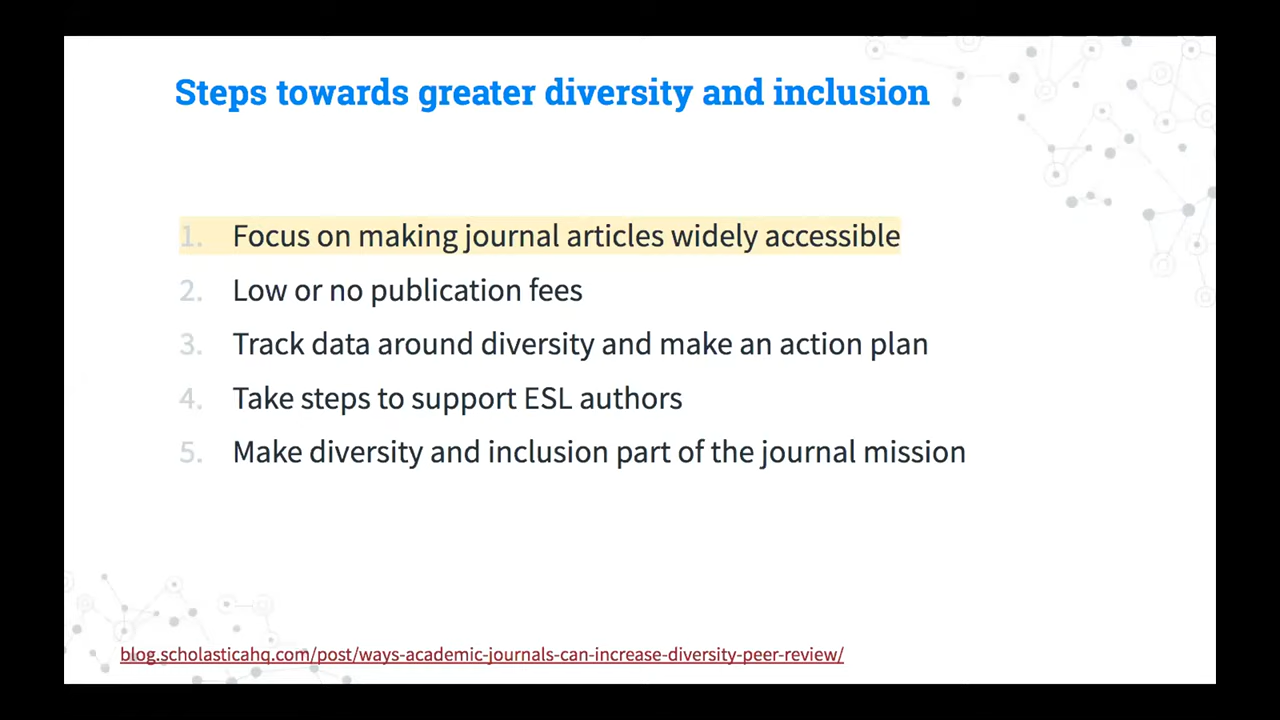 Steps towards greater diversity and inclusion
1. Focus on making journal articles widely accessible
2. Low or no publication fees
3. Track data around diversity and make an action plan
4. Take steps to support ESL authors
5. Make diversity and inclusion part of the journal mission
blog.scholasticahq.com/post/ways-academic-journals-can-increase-diversity-peer-review/